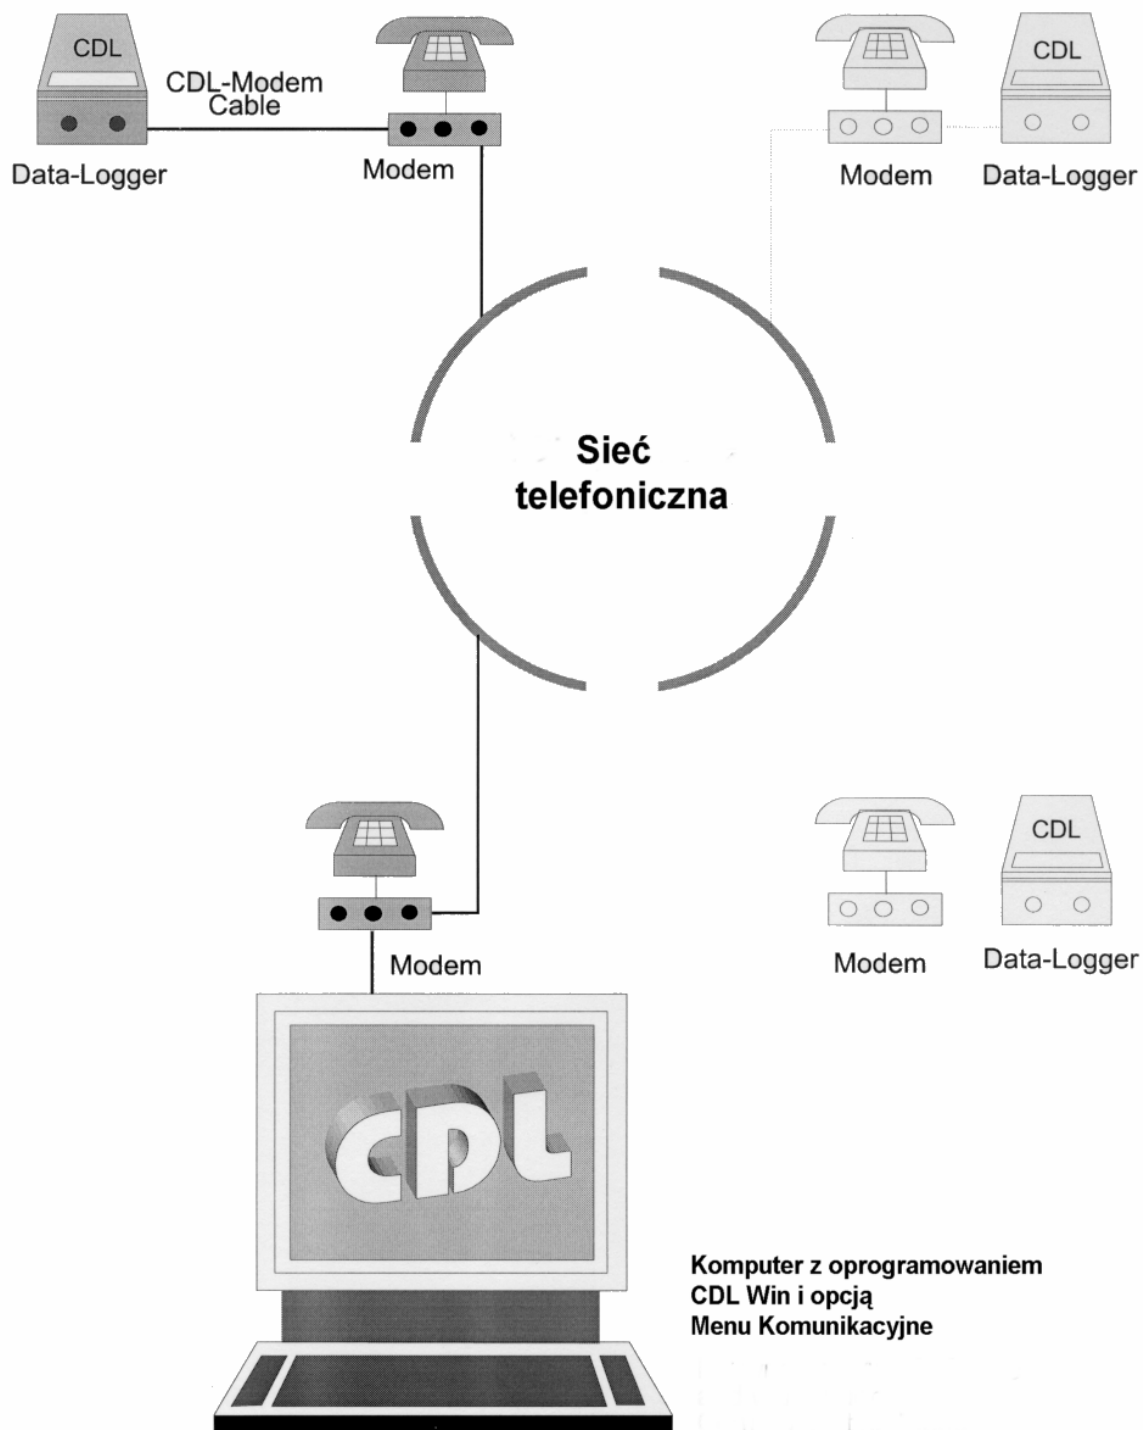 CDL
CDL-Modem
Cable
Data-Logger
Modem
CDL
Modem
Data-Logger
Sieć
telefoniczna
Modem
CDL
Modem
Data-Logger
CDL
Komputer z oprogramowaniem
CDL Win i opcją
Menu Komunikacyjne